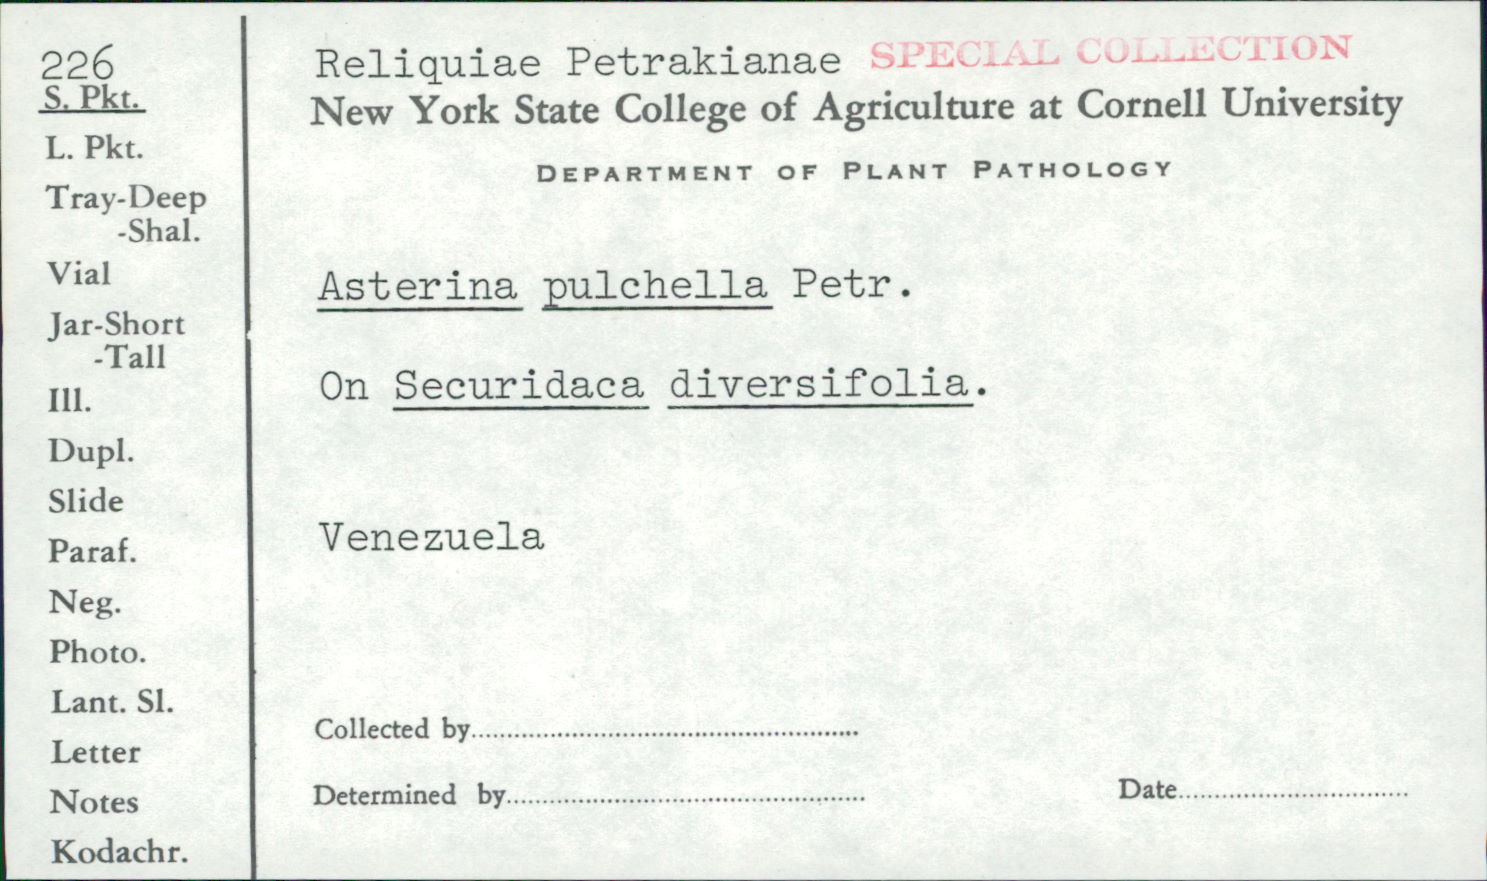 226
S. Pkt.
L. Pkt.
Tray-Deep
-Shal.
Vial
Jar-Short
-Tall
Ill.
Dupl.
Slide
Paraf.
Neg.
Photo.
Lant. Sl.
Letter
Notes
Kodachr.
Reliquiae Petrakianae SPECIAL COLLECTION
New York State College of Agriculture at Cornell University
DEPARTMENT OF PLANT PATHOLOGY
Asterina pulchella Petr.
On Securidaca diversifolia.
Venezuela
Collected by
Determined by
Date